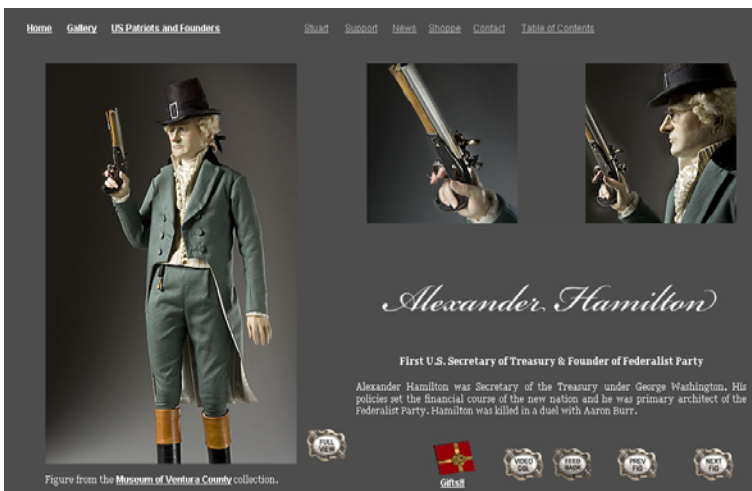 Home Gallery US Patriots and Founders Stuart Support News Shoppe Contact Table of Contents
Alexander Hamilton
First U.S. Secretary of Treasury & Founder of Federalist Party
Alexander Hamilton was Secretary of the Treasury under George Washington. His
policies set the financial course of the new nation and he was primary architect of the
Federalist Party. Hamilton was killed in a duel with Aaron Burr.
FULL
VIEW
Gifts!!
VIDEO
DSL
FEED
BACK
PREV
FIG
NEXT
FIG
Figure from the Museum of Ventura County collection.